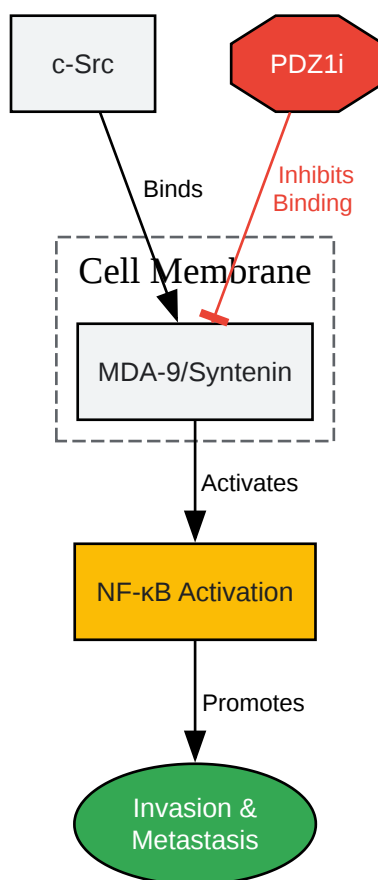 c-Src
PDZ1i
Binds
Inhibits
Binding
Cell Membrane
MDA-9/Syntenin
Activates
NF-κB Activation
Promotes
Invasion &
Metastasis